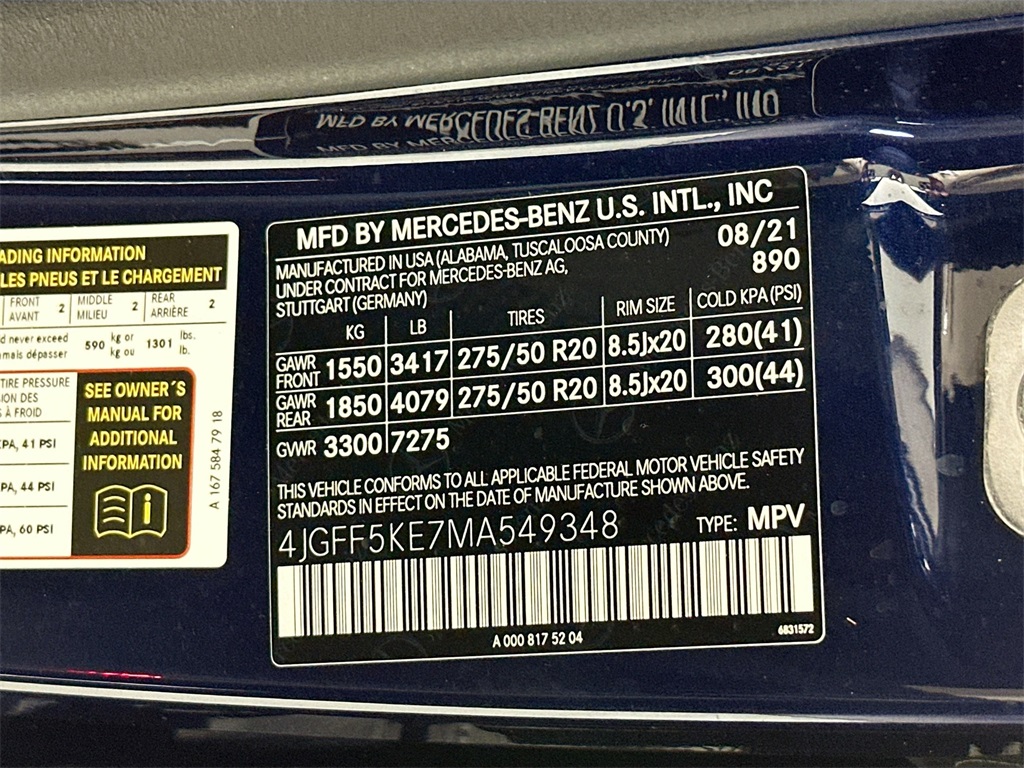 ADING INFORMATION
LES PNEUS ET LE CHARGEMENT
FRONT AVANT 2 MIDDLE MILIEU 2 REAR ARRIÈRE 2
d never exceed
mais dépasser
590 kg or kg ou 1301 lbs. lb.
TIRE PRESSURE
SION DES
À FROID
PA, 41 PSI
PA, 44 PSI
PA, 60 PSI
SEE OWNER´S
MANUAL FOR
ADDITIONAL
INFORMATION
A 167 584 79 18
MFD BY MERCEDES-BENZ U.S. INTL., INC
MANUFACTURED IN USA (ALABAMA, TUSCALOOSA COUNTY)
UNDER CONTRACT FOR MERCEDES-BENZ AG,
STUTTGART (GERMANY)
08/21
890
KG LB TIRES RIM SIZE COLD KPA (PSI)
GAWR FRONT 1550 3417 275/50 R20 8.5Jx20 280(41)
GAWR REAR 1850 4079 275/50 R20 8.5Jx20 300(44)
GVWR 3300 7275
THIS VEHICLE CONFORMS TO ALL APPLICABLE FEDERAL MOTOR VEHICLE SAFETY
STANDARDS IN EFFECT ON THE DATE OF MANUFACTURE SHOWN ABOVE.
4JGFF5KE7MA549348 TYPE: MPV
A 000 817 52 04
6831572